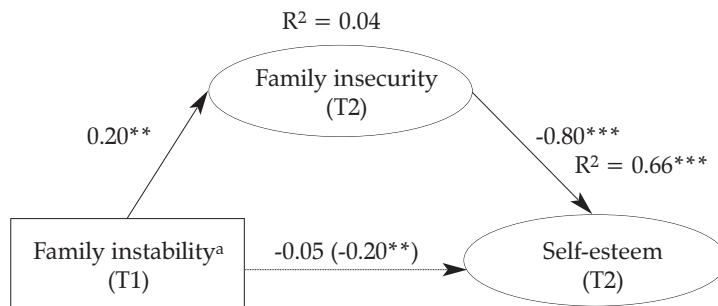 R² = 0.04
Family insecurity
(T2)
0.20**
-0.80***
R² = 0.66***
Family instabilityᵃ
(T1)
-0.05 (-0.20**)
Self-esteem
(T2)